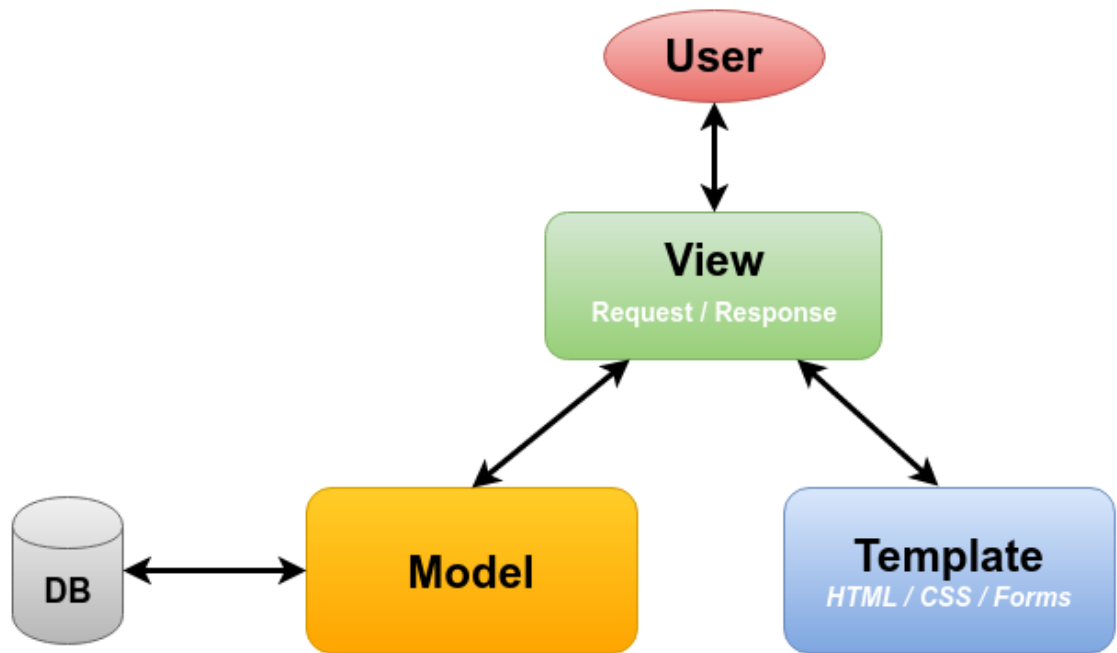 User
View
Request / Response
DB
Model
Template
HTML / CSS / Forms